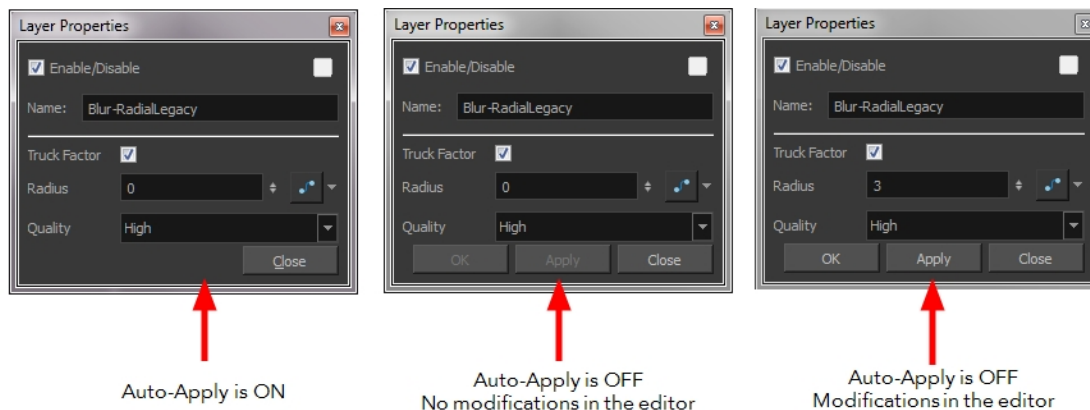 Layer Properties
Enable/Disable
Name: Blur-RadialLegacy
Truck Factor
Radius 0
Quality High
Close
Auto-Apply is ON
Layer Properties
Enable/Disable
Name: Blur-RadialLegacy
Truck Factor
Radius 0
Quality High
OK Apply Close
Auto-Apply is OFF
No modifications in the editor
Layer Properties
Enable/Disable
Name: Blur-RadialLegacy
Truck Factor
Radius 3
Quality High
OK Apply Close
Auto-Apply is OFF
Modifications in the editor